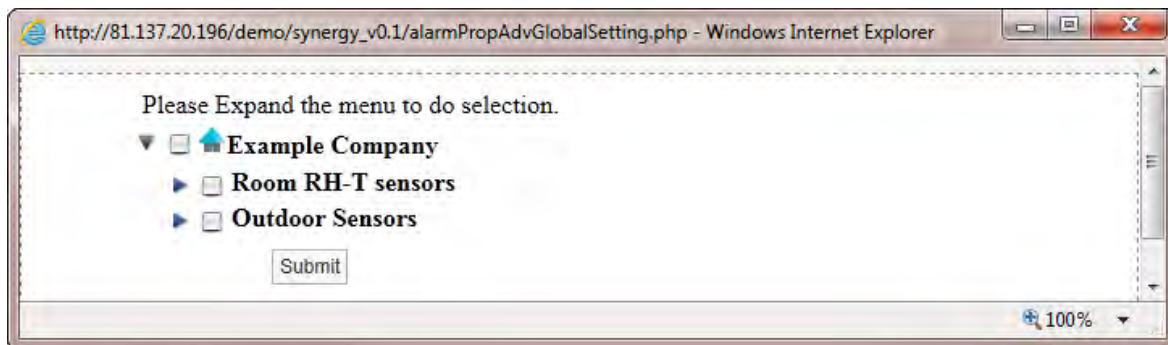 http://81.137.20.196/demo/synergy_v0.1/alarmPropAdvGlobalSetting.php - Windows Internet Explorer
Please Expand the menu to do selection.
Example Company
Room RH-T sensors
Outdoor Sensors
Submit
100%